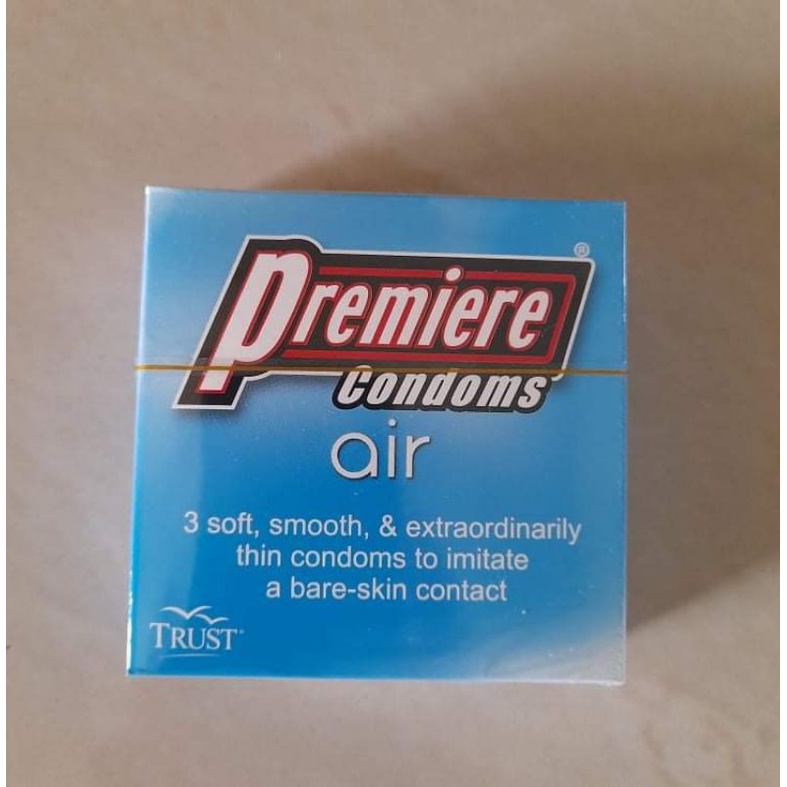 Premiere®
Condoms
air
3 soft, smooth, & extraordinarily
thin condoms to imitate
a bare-skin contact
TRUST